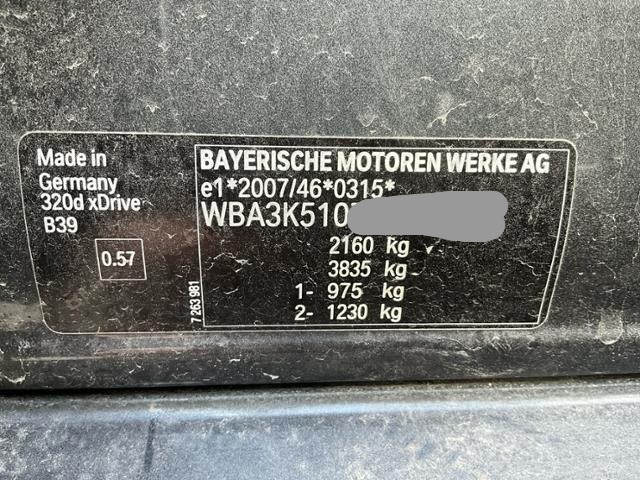 Made in
Germany
320d xDrive
B39
0.57
7 263 981
BAYERISCHE MOTOREN WERKE AG
e1*2007/46*0315*
WBA3K510
2160 kg
3835 kg
1- 975 kg
2- 1230 kg